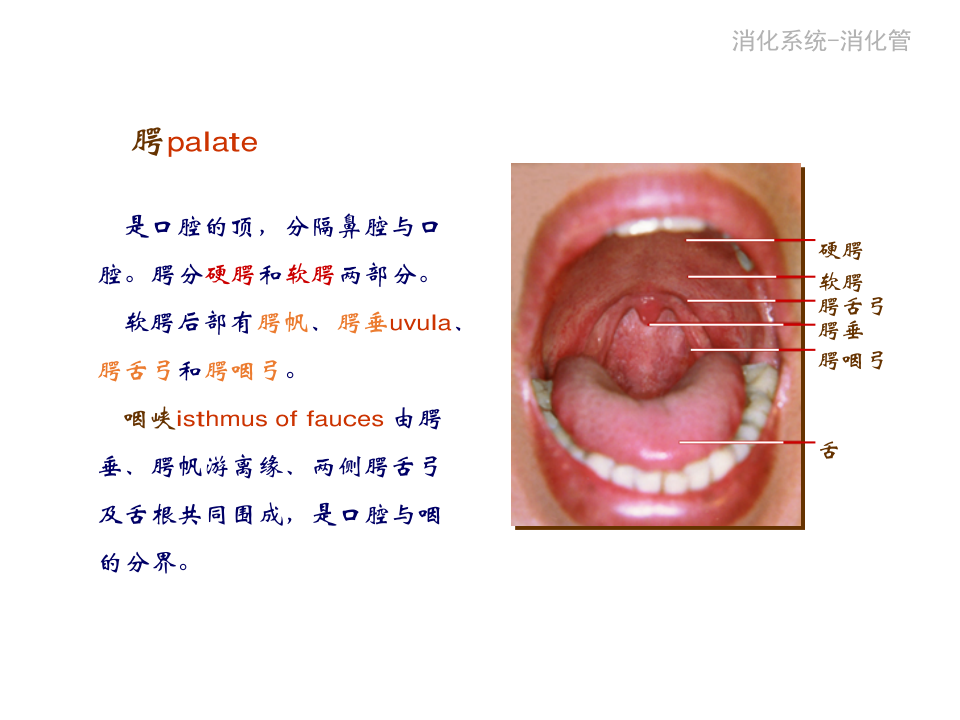 消化系统-消化管
腭palate
是口腔的顶，分隔鼻腔与口
腔。腭分硬腭和软腭两部分。
软腭后部有腭帆、腭垂uvula、
腭舌弓和腭咽弓。
咽峡isthmus of fauces 由腭
垂、腭帆游离缘、两侧腭舌弓
及舌根共同围成，是口腔与咽
的分界。
硬腭
软腭
腭舌弓
腭垂
腭咽弓
舌